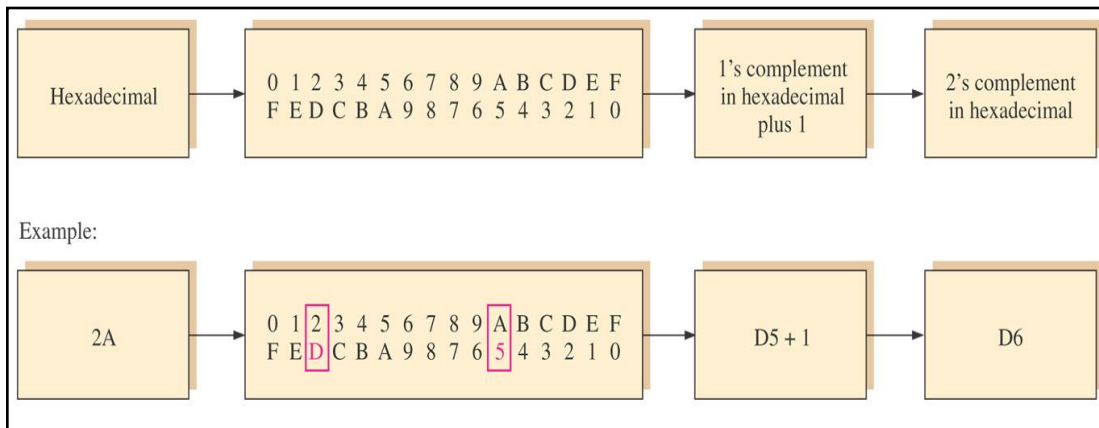 Hexadecimal
0 1 2 3 4 5 6 7 8 9 A B C D E F
F E D C B A 9 8 7 6 5 4 3 2 1 0
1's complement
in hexadecimal
plus 1
2's complement
in hexadecimal
Example:
2A
0 1 2 3 4 5 6 7 8 9 A B C D E F
F E D C B A 9 8 7 6 5 4 3 2 1 0
D5 + 1
D6